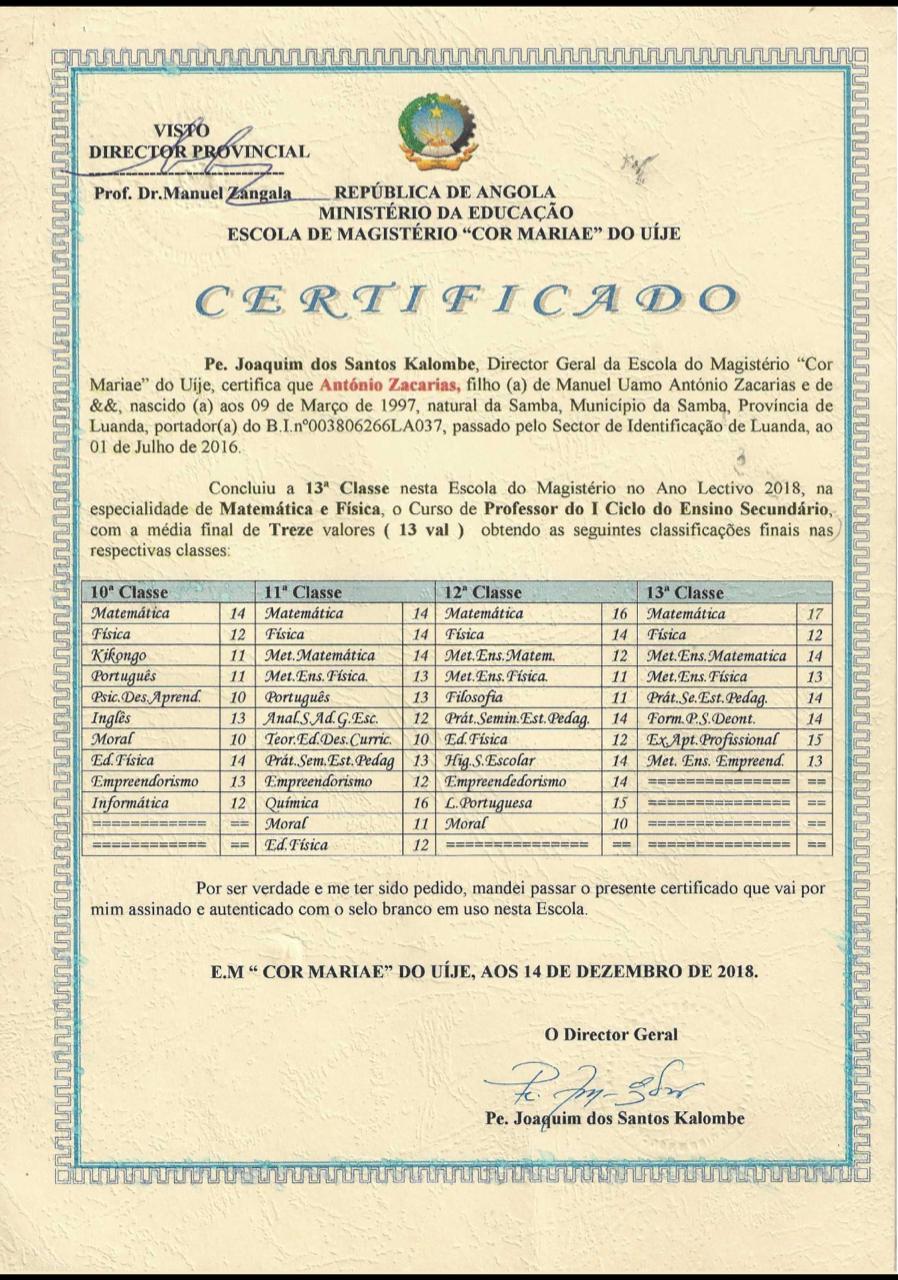 VISTO
DIRECTOR PROVINCIAL
Prof. Dr.Manuel Zangala
REPÚBLICA DE ANGOLA
MINISTÉRIO DA EDUCAÇÃO
ESCOLA DE MAGISTÉRIO “COR MARIAE” DO UÍJE
CERTIFICADO
Pe. Joaquim dos Santos Kalombe, Director Geral da Escola do Magistério “Cor
Mariae” do Uíje, certifica que António Zacarias, filho (a) de Manuel Uamo António Zacarias e de
&&, nascido (a) aos 09 de Março de 1997, natural da Samba, Município da Samba, Província de
Luanda, portador(a) do B.I.nº003806266LA037, passado pelo Sector de Identificação de Luanda, ao
01 de Julho de 2016.
Concluiu a 13ª Classe nesta Escola do Magistério no Ano Lectivo 2018, na
especialidade de Matemática e Física, o Curso de Professor do I Ciclo do Ensino Secundário,
com a média final de Treze valores ( 13 val ) obtendo as seguintes classificações finais nas
respectivas classes:
10ª Classe 11ª Classe 12ª Classe 13ª Classe
Matemática 14 Matemática 14 Matemática 16 Matemática 17
Física 12 Física 14 Física 14 Física 12
Kikongo 11 Met.Matemática 14 Met.Ens.Matem. 12 Met.Ens.Matematica 14
Português 11 Met.Ens.Física. 13 Met.Ens.Física. 11 Met.Ens.Física 13
Psic.Des.Aprend. 10 Português 13 Filosofia 11 Prát.Se.Est.Pedag. 14
Inglês 13 Anal.S.Ad.G.Esc. 12 Prát.Semin.Est.Pedag. 14 Form.P.S.Deont. 14
Moral 10 Teor.Ed.Des.Curric. 10 Ed.Física 12 Ex.Apt.Profissional 15
Ed.Física 14 Prát.Sem.Est.Pedag 13 Hig.S.Escolar 14 Met. Ens. Empreend. 13
Empreendorismo 13 Empreendorismo 12 Empreendedorismo 14 =============== ==
Informática 12 Química 16 L.Portuguesa 15 =============== ==
============ == Moral 11 Moral 10 =============== ==
============ == Ed.Física 12 =============== == =============== ==
Por ser verdade e me ter sido pedido, mandei passar o presente certificado que vai por
mim assinado e autenticado com o selo branco em uso nesta Escola.
E.M “ COR MARIAE” DO UÍJE, AOS 14 DE DEZEMBRO DE 2018.
O Director Geral
Pe. Joaquim dos Santos Kalombe